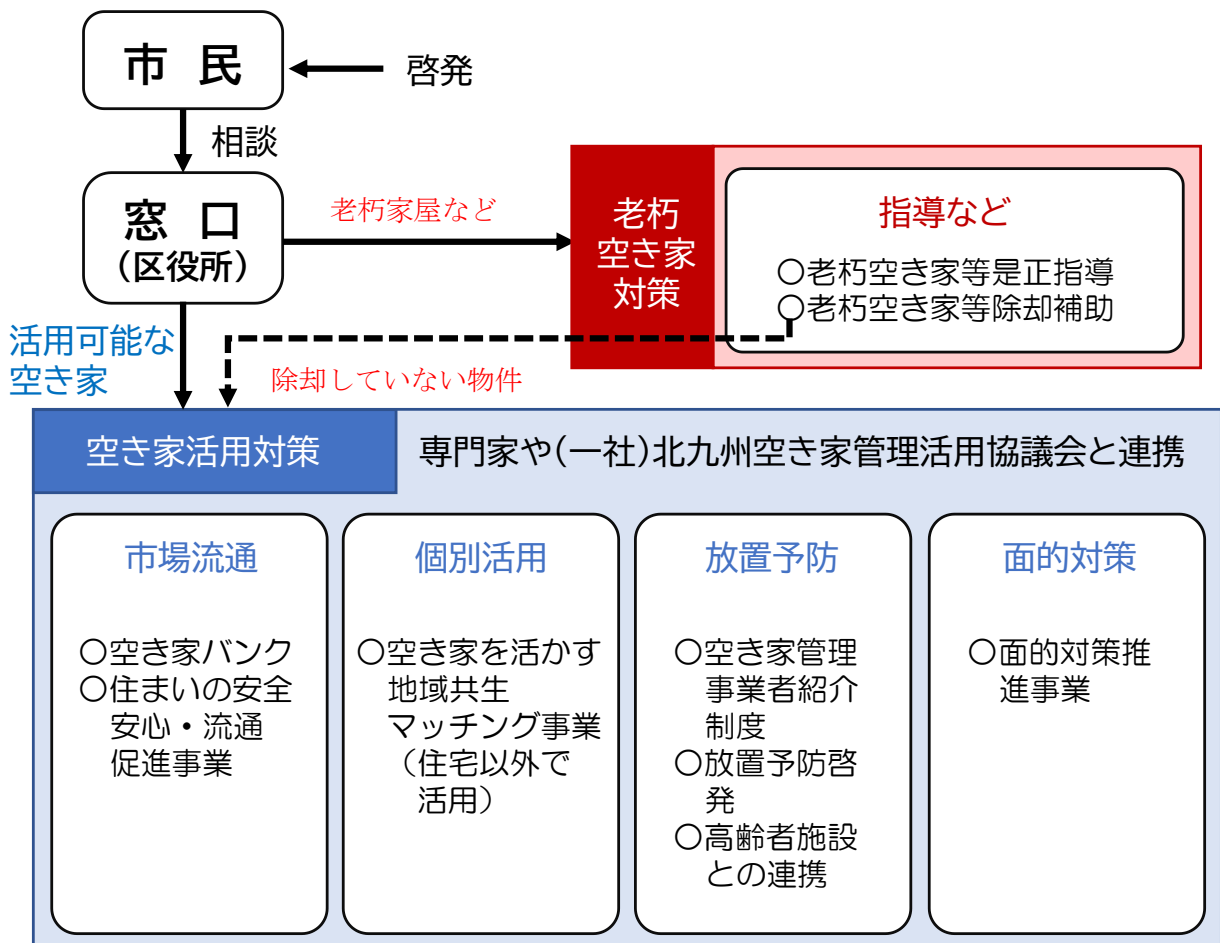 市 民
啓発
相談
窓 口
（区役所）
老朽家屋など
老朽
空き家
対策
指導など
〇老朽空き家等是正指導
〇老朽空き家等除却補助
活用可能な
空き家
除却していない物件
空き家活用対策
専門家や(一社)北九州空き家管理活用協議会と連携
市場流通
〇空き家バンク
〇住まいの安全
安心・流通
促進事業
個別活用
〇空き家を活かす
地域共生
マッチング事業
（住宅以外で
活用）
放置予防
〇空き家管理
事業者紹介
制度
〇放置予防啓
発
〇高齢者施設
との連携
面的対策
〇面的対策推
進事業